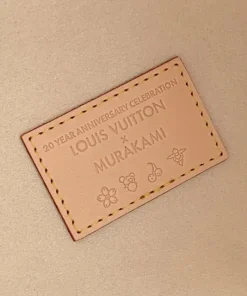 20 YEAR ANNIVERSARY CELEBRATION
LOUIS VUITTON
x
MURAKAMI